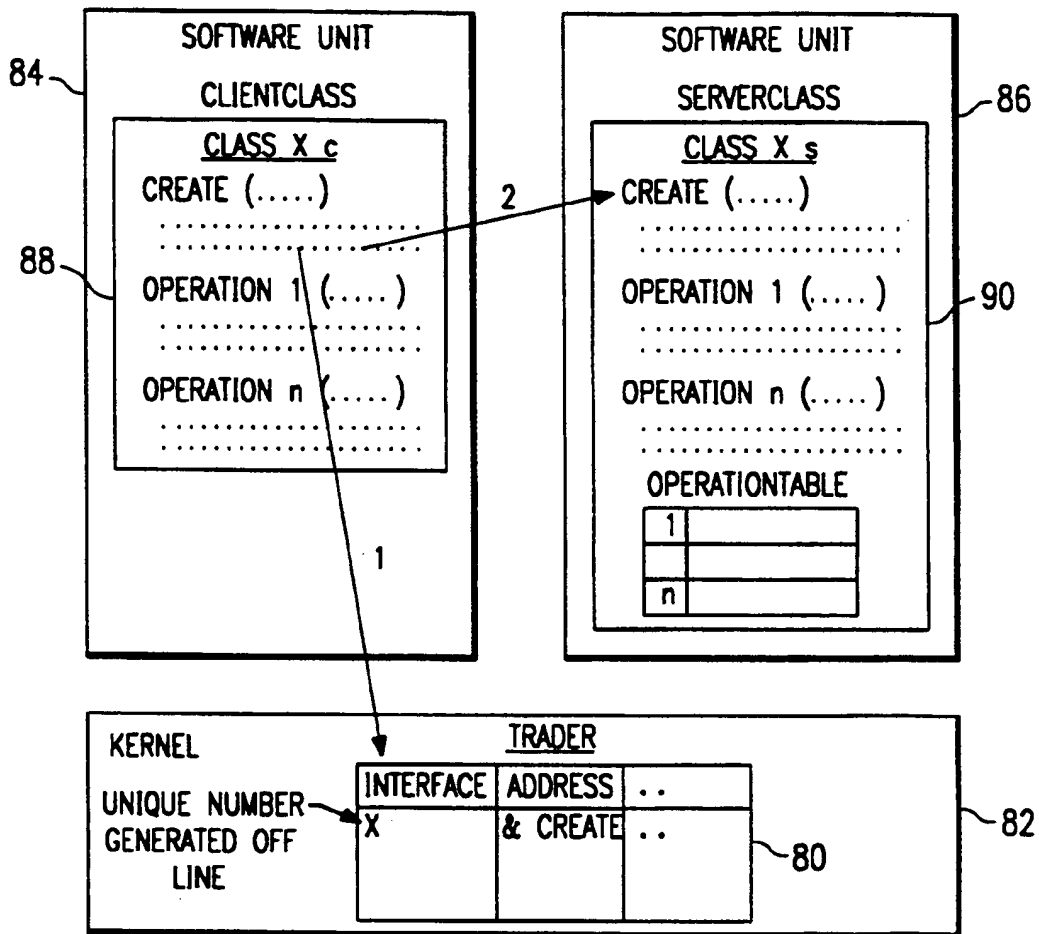 SOFTWARE UNIT
84
CLIENTCLASS
CLASS X c
CREATE (.....)
......................
......................
88
OPERATION 1 (.....)
......................
......................
OPERATION n (.....)
......................
......................
1
2
SOFTWARE UNIT
86
SERVERCLASS
CLASS X s
CREATE (.....)
......................
......................
OPERATION 1 (.....)
90
......................
......................
OPERATION n (.....)
......................
......................
OPERATIONTABLE
1
n
KERNEL
TRADER
INTERFACE ADDRESS ..
UNIQUE NUMBER
GENERATED OFF
LINE
X & CREATE ..
82
80